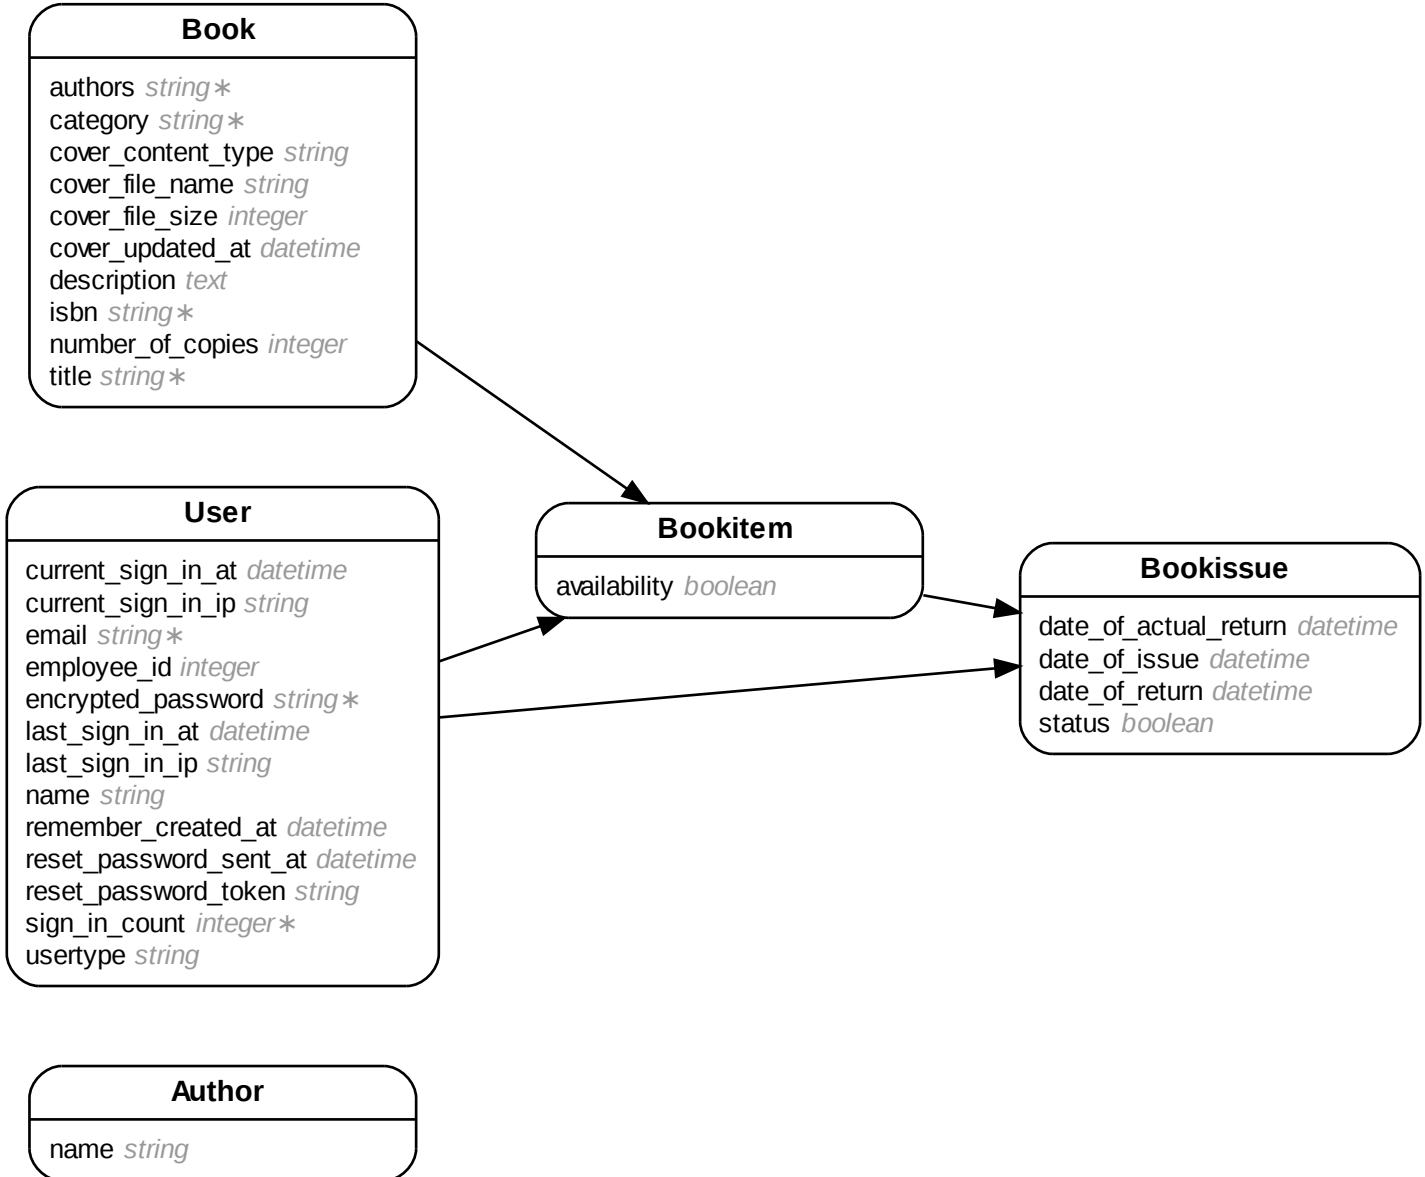 Book
authors string∗
category string∗
cover_content_type string
cover_file_name string
cover_file_size integer
cover_updated_at datetime
description text
isbn string∗
number_of_copies integer
title string∗
User
current_sign_in_at datetime
current_sign_in_ip string
email string∗
employee_id integer
encrypted_password string∗
last_sign_in_at datetime
last_sign_in_ip string
name string
remember_created_at datetime
reset_password_sent_at datetime
reset_password_token string
sign_in_count integer∗
usertype string
Bookitem
availability boolean
Bookissue
date_of_actual_return datetime
date_of_issue datetime
date_of_return datetime
status boolean
Author
name string